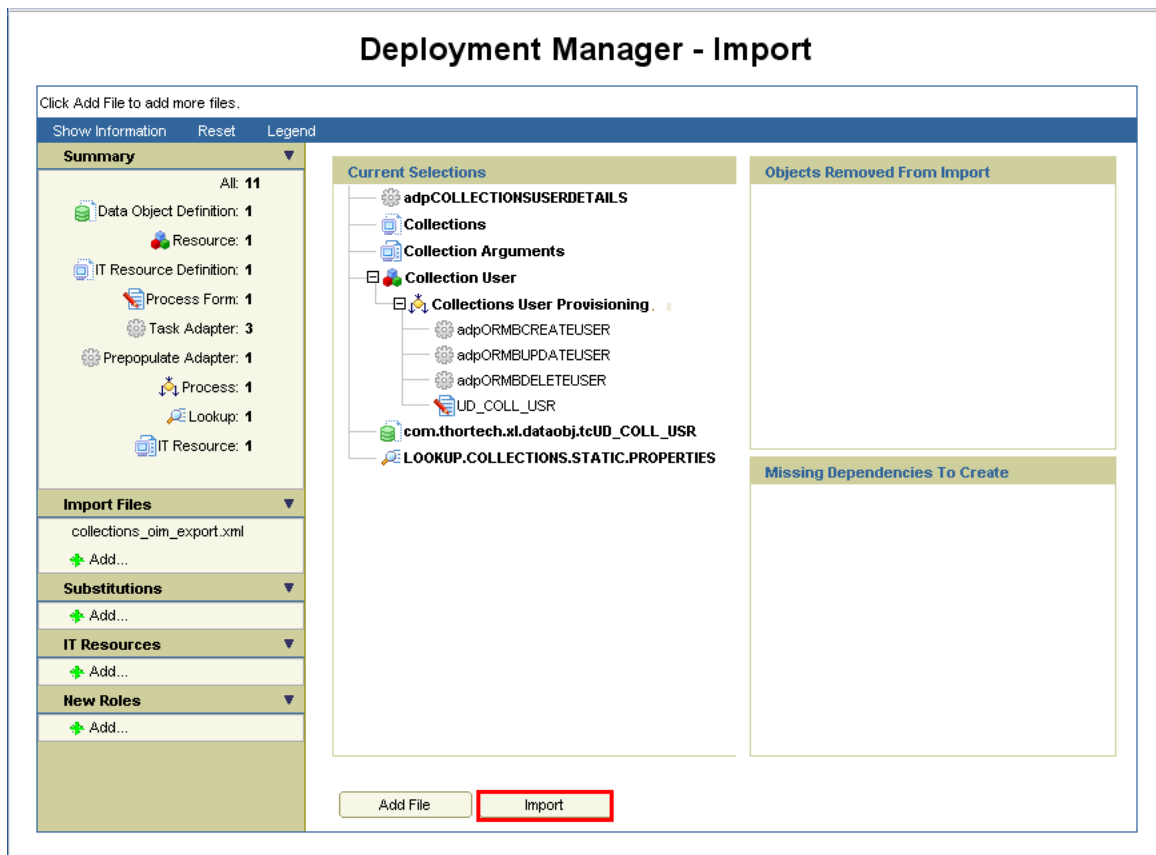 Deployment Manager - Import
Click Add File to add more files.
Show Information Reset Legend
Summary
All: 11
Data Object Definition: 1
Resource: 1
IT Resource Definition: 1
Process Form: 1
Task Adapter: 3
Prepopulate Adapter: 1
Process: 1
Lookup: 1
IT Resource: 1
Import Files
collections_oim_export.xml
Add...
Substitutions
Add...
IT Resources
Add...
New Roles
Add...
Current Selections
adpCOLLECTIONSUSERDETAILS
Collections
Collection Arguments
Collection User
Collections User Provisioning
adpORMBCREATEUSER
adpORMBUPDATEUSER
adpORMBDELETEUSER
UD_COLL_USR
com.thortech.xl.dataobj.tcUD_COLL_USR
LOOKUP.COLLECTIONS.STATIC.PROPERTIES
Objects Removed From Import
Missing Dependencies To Create
Add File
Import